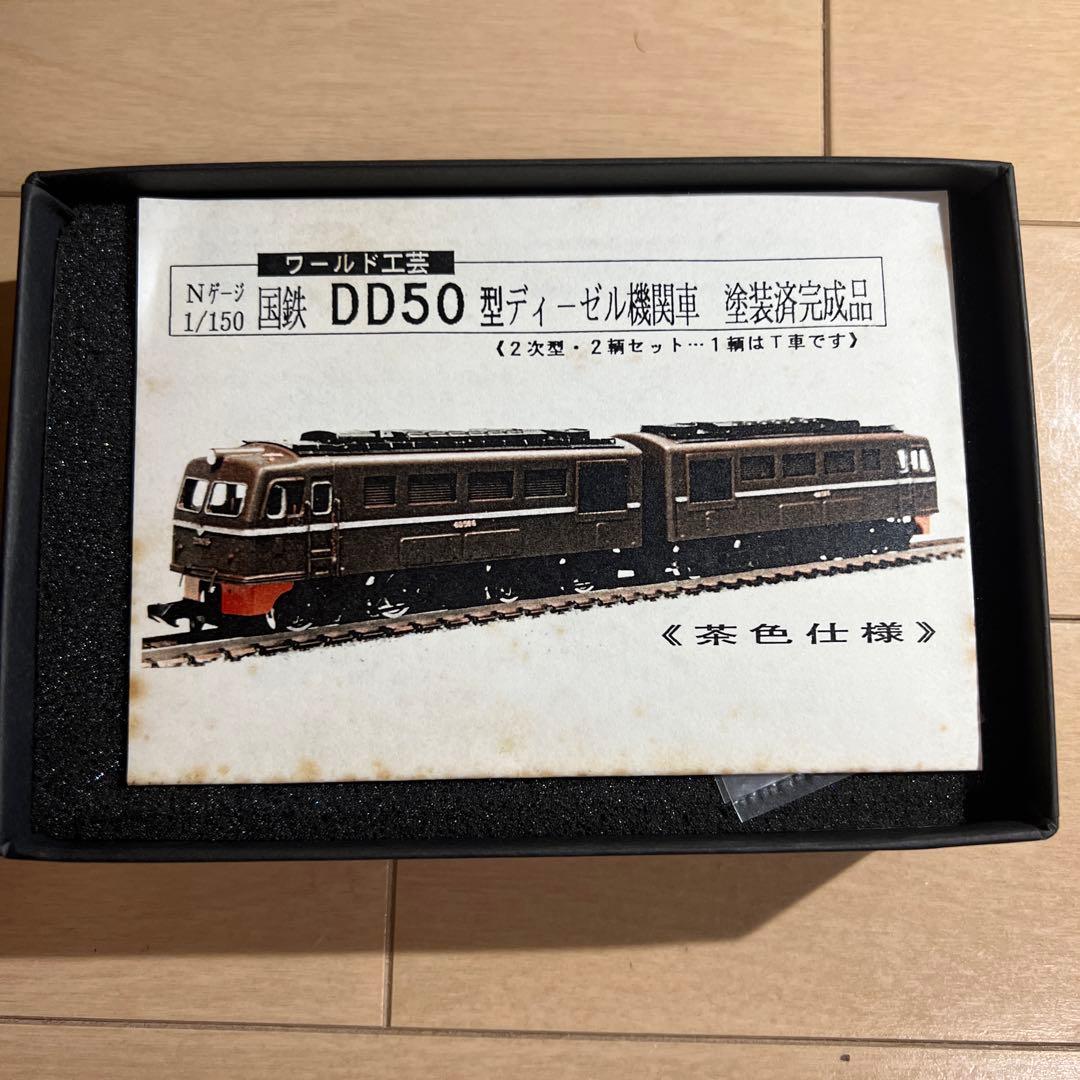 ワールド工芸
Nゲージ
1/150
国鉄 DD50 型ディーゼル機関車 塗装済完成品
《2次型・2輌セット…1輌はT車です》
《茶色仕様》